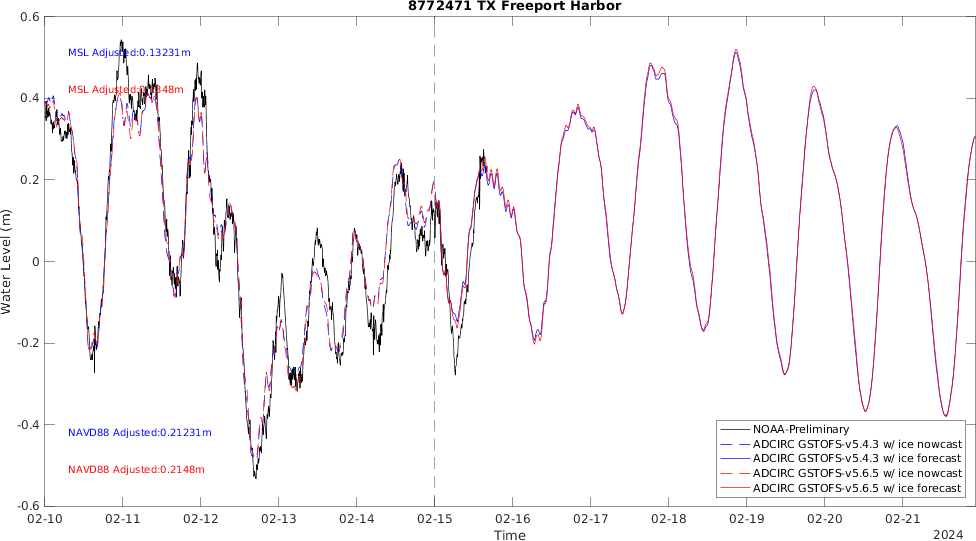 8772471 TX Freeport Harbor
0.6
0.4
0.2
0
-0.2
-0.4
-0.6
Water Level (m)
MSL Adjusted:0.13231m
MSL Adjusted:0.1348m
NAVD88 Adjusted:0.21231m
NAVD88 Adjusted:0.2148m
NOAA-Preliminary
ADCIRC GSTOFS-v5.4.3 w/ ice nowcast
ADCIRC GSTOFS-v5.4.3 w/ ice forecast
ADCIRC GSTOFS-v5.6.5 w/ ice nowcast
ADCIRC GSTOFS-v5.6.5 w/ ice forecast
02-10 02-11 02-12 02-13 02-14 02-15 02-16 02-17 02-18 02-19 02-20 02-21
Time
2024